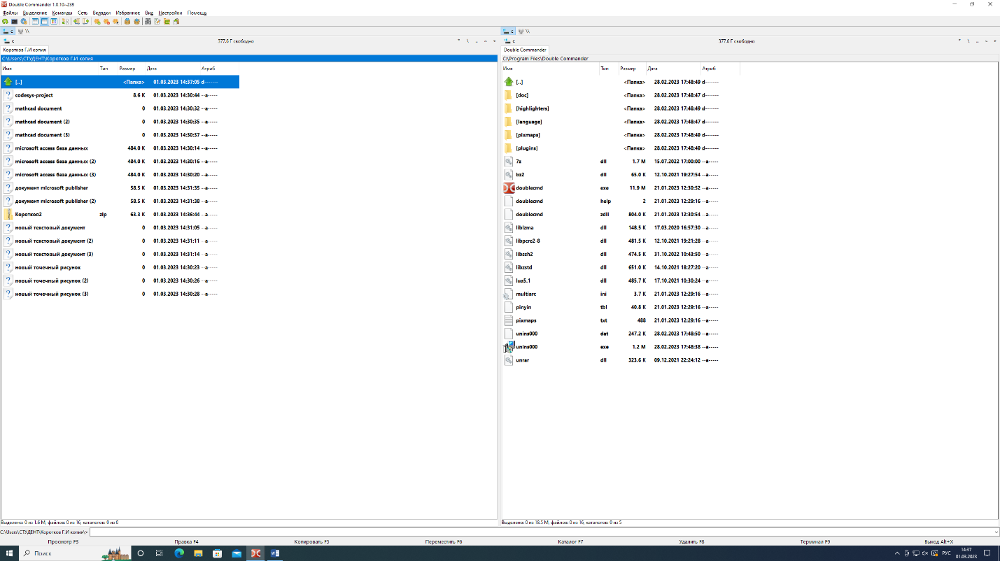 Double Commander 1.0.10~239
Файлы Выделение Команды Сеть Вкладки Избранное Вид Настройки Помощь
c \\
c 377.6 Г свободно * \ .. ~ <
Коротков Г.И копия
C:\Users\СТУДЕНТ\Коротков Г.И копия
Имя Тип Размер Дата Атриб
[..] <Папка> 01.03.2023 14:37:05 d-------
codesys-project 8.6 K 01.03.2023 14:30:44 --a-----
mathcad document 0 01.03.2023 14:30:32 --a-----
mathcad document (2) 0 01.03.2023 14:30:35 --a-----
mathcad document (3) 0 01.03.2023 14:30:37 --a-----
microsoft access база данных 484.0 K 01.03.2023 14:30:14 --a-----
microsoft access база данных (2) 484.0 K 01.03.2023 14:30:16 --a-----
microsoft access база данных (3) 484.0 K 01.03.2023 14:30:20 --a-----
документ microsoft publisher 58.5 K 01.03.2023 14:31:35 --a-----
документ microsoft publisher (2) 58.5 K 01.03.2023 14:31:38 --a-----
Коротков2 zip 63.3 K 01.03.2023 14:36:44 --a-----
новый текстовый документ 0 01.03.2023 14:31:05 --a-----
новый текстовый документ (2) 0 01.03.2023 14:31:11 --a-----
новый текстовый документ (3) 0 01.03.2023 14:31:14 --a-----
новый точечный рисунок 0 01.03.2023 14:30:23 --a-----
новый точечный рисунок (2) 0 01.03.2023 14:30:26 --a-----
новый точечный рисунок (3) 0 01.03.2023 14:30:28 --a-----
Выделено: 0 из 1.6 M, файлов: 0 из 16, каталогов: 0 из 0
c \\
c 377.6 Г свободно * \ .. ~ >
Double Commander
C:\Program Files\Double Commander
Имя Тип Размер Дата Атриб
[..] <Папка> 28.02.2023 17:48:49 d-------
[doc] <Папка> 28.02.2023 17:48:47 d-------
[highlighters] <Папка> 28.02.2023 17:48:49 d-------
[language] <Папка> 28.02.2023 17:48:47 d-------
[pixmaps] <Папка> 28.02.2023 17:48:49 d-------
[plugins] <Папка> 28.02.2023 17:48:49 d-------
7z dll 1.7 M 15.07.2022 17:00:00 --a-----
bz2 dll 65.0 K 12.10.2021 19:27:54 --a-----
doublecmd exe 11.9 M 21.01.2023 12:30:52 --a-----
doublecmd help 2 21.01.2023 12:29:16 --a-----
doublecmd zdli 804.0 K 21.01.2023 12:30:54 --a-----
liblzma dll 148.5 K 17.03.2020 16:57:30 --a-----
libpcre2-8 dll 481.5 K 12.10.2021 19:21:28 --a-----
libssh2 dll 474.5 K 31.10.2022 10:43:50 --a-----
libzstd dll 651.0 K 14.10.2021 18:27:20 --a-----
lua5.1 dll 485.7 K 17.10.2021 10:30:24 --a-----
multiarc ini 3.7 K 21.01.2023 12:29:16 --a-----
pinyin tbl 40.8 K 21.01.2023 12:29:16 --a-----
pixmaps txt 488 21.01.2023 12:29:16 --a-----
unins000 dat 247.2 K 28.02.2023 17:48:50 --a-----
unins000 exe 1.2 M 28.02.2023 17:48:38 --a-----
unrar dll 323.6 K 09.12.2021 22:24:12 --a-----
Выделено: 0 из 18.5 M, файлов: 0 из 16, каталогов: 0 из 5
C:\Users\СТУДЕНТ\Коротков Г.И копия\>
Просмотр F3 Правка F4 Копировать F5 Переместить F6 Каталог F7 Удалить F8 Терминал F9 Выход Alt+X
Поиск РУС 14:37
01.03.2023